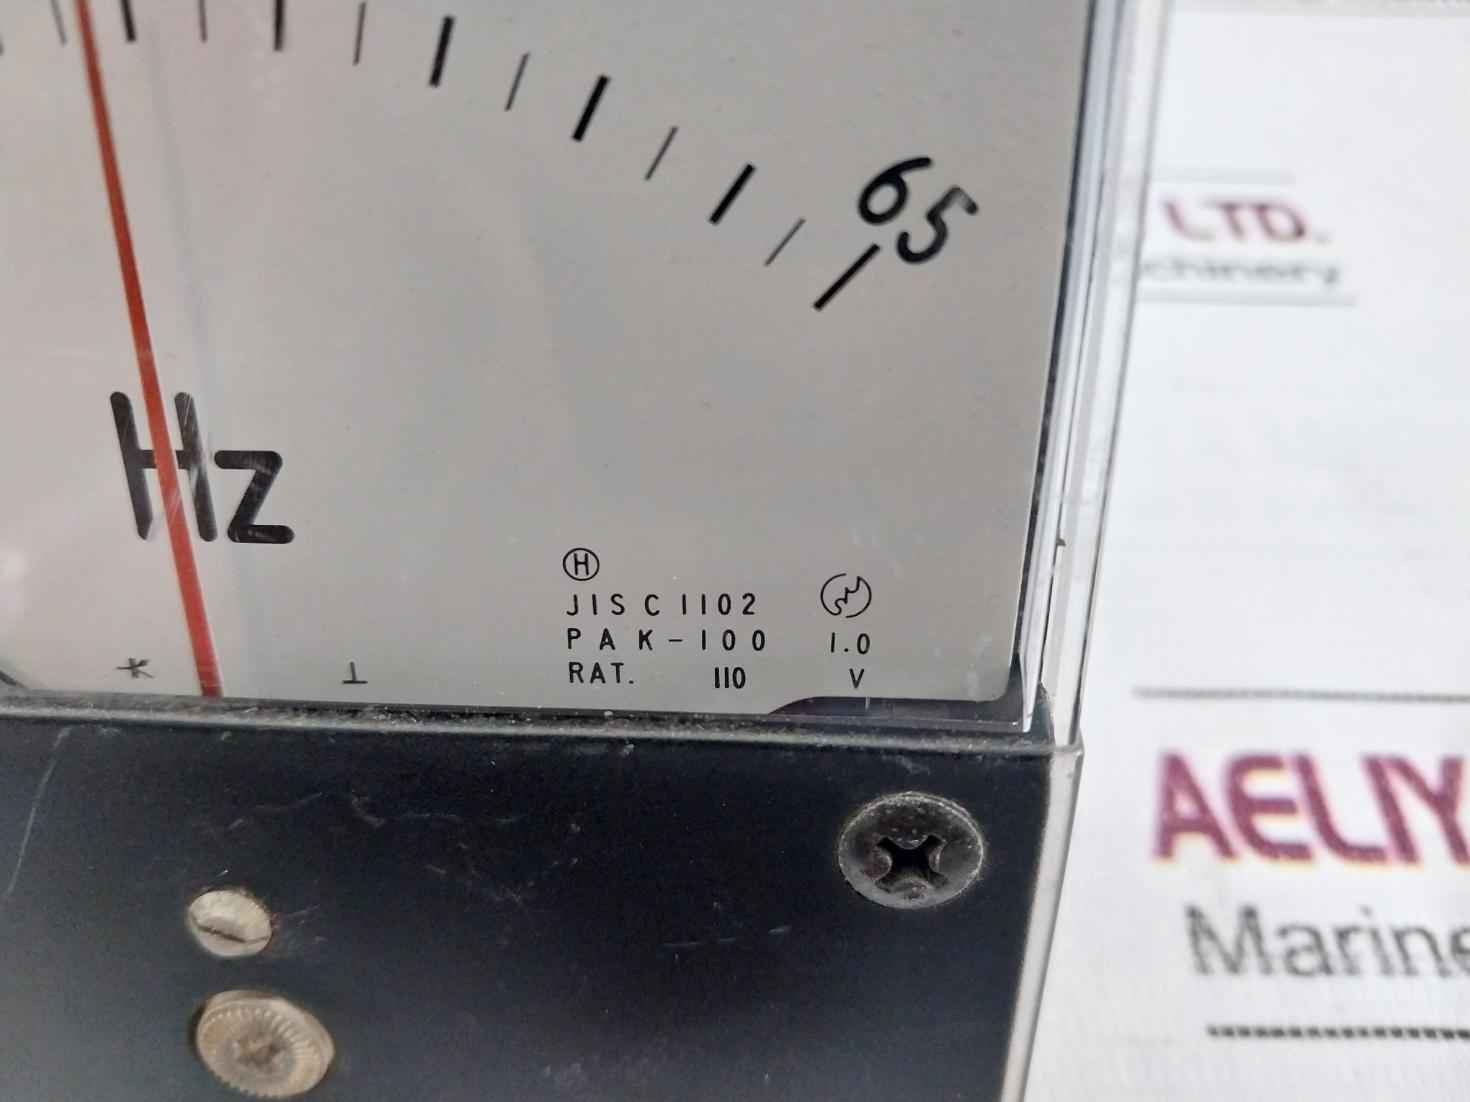 65
LTD.
Hz
H
JIS C 1102
PAK-100 1.0
RAT. 110 V
AELIY
Marine